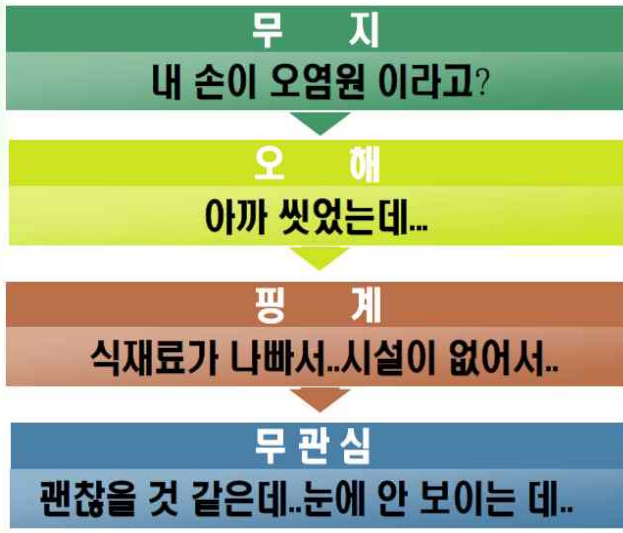 무 지
내 손이 오염원 이라고?
오 해
아까 씻었는데...
핑 계
식재료가 나빠서..시설이 없어서..
무 관 심
괜찮을 것 같은데..눈에 안 보이는 데..